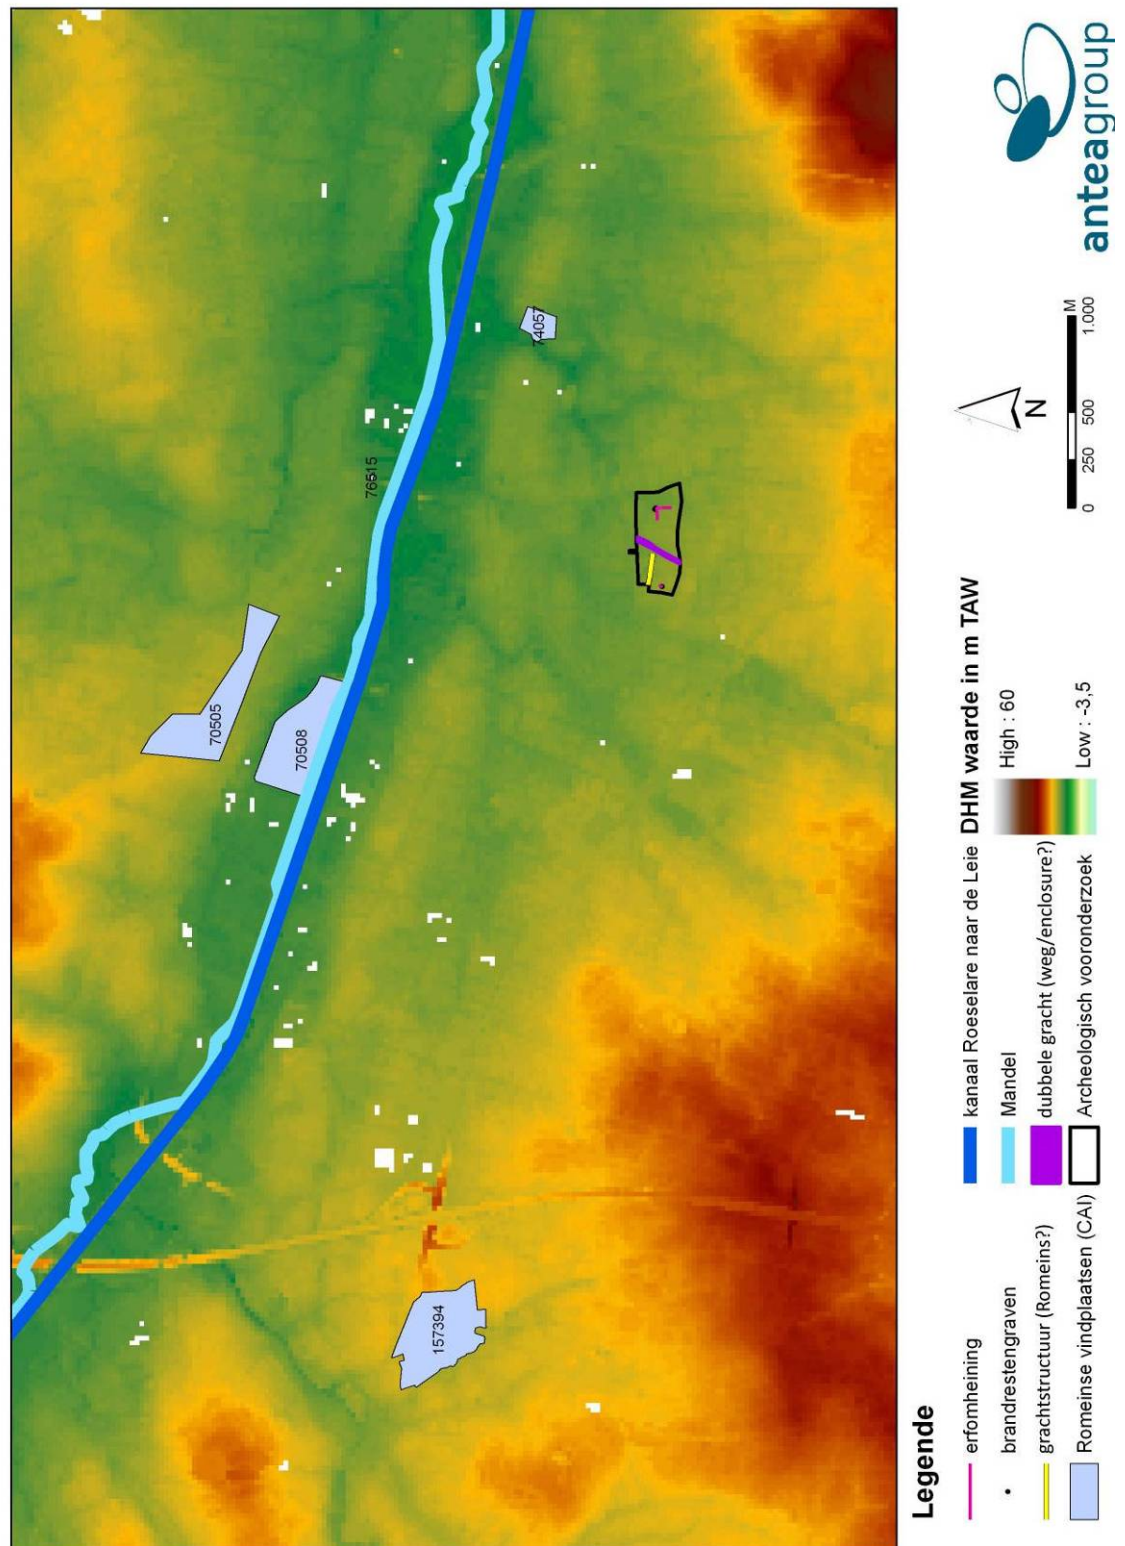 157394
70508
70505
76515
74057
Legende
erfomheining
brandrestengraven
grachtstructuur (Romeins?)
Romeinse vindplaatsen (CAI)
kanaal Roeselare naar de Leie
Mandel
dubbele gracht (weg/enclosure?)
Archeologisch vooronderzoek
DHM waarde in m TAW
High : 60
Low : -3,5
N
0 250 500 1.000
M
anteagroup